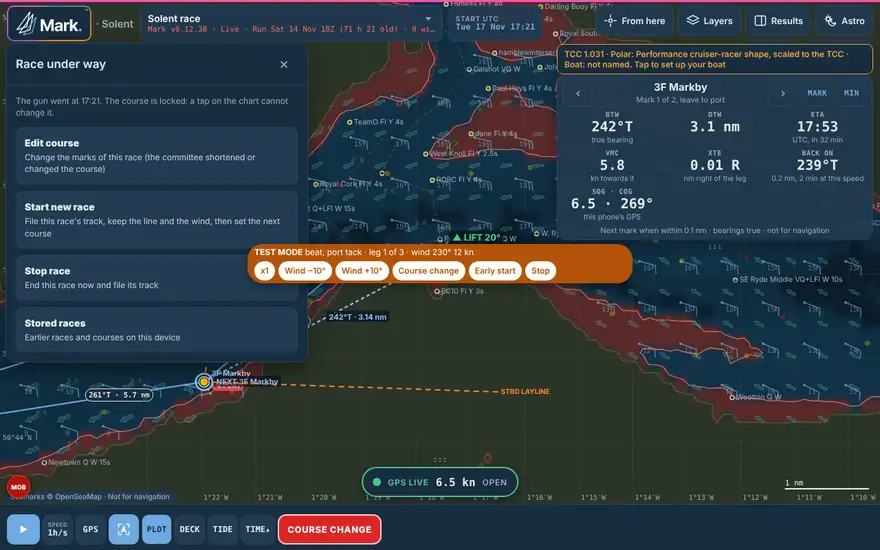 Mark.
· Solent
Solent race
Mark v0.12.38 · Live · Run Sat 14 Nov 18Z (71 h 21 old) · 8 wi…
START UTC
Tue 17 Nov 17:21
From here
Layers
Results
Astro
Race under way
The gun went at 17:21. The course is locked: a tap on the chart cannot
change it.
Edit course
Change the marks of this race (the committee shortened or
changed the course)
Start new race
File this race's track, keep the line and the wind, then set the next
course
Stop race
End this race now and file its track
Stored races
Earlier races and courses on this device
TCC 1.031 · Polar: Performance cruiser-racer shape, scaled to the TCC ·
Boat: not named. Tap to set up your boat
3F Markby
Mark 1 of 2, leave to port
MARK
MIN
BTW
242°T
true bearing
DTW
3.1 nm
ETA
17:53
UTC, in 32 min
VMC
5.8
kn towards it
XTE
0.01 R
nm right of the leg
BACK ON
239°T
0.2 nm, 2 min at this speed
SOG · COG
6.5 · 269°
this phone's GPS
Next mark when within 0.1 nm · bearings true · not for navigation
Darling Buoy
hamblewinterser
Calshot VQ W
Paul Heys Fl Y 4s
TeamO Fl Y 4s
Jane Fl Y 4s
West Knoll Fl Y 2.5s
Royal Cork Fl Y 4s
RORC Fl Y 4s
Q+LFl W 15s
LIFT 20°
TEST MODE beat, port tack · leg 1 of 3 · wind 230° 12 kn
x1
Wind −10°
Wind +10°
Course change
Early start
Stop
SE Ryde Middle VQ+LFl W 10s
EC10 Fl Y 3s
242°T · 3.14 nm
3F Markby
NEXT 3F Markby
261°T · 5.7 nm
STBD LAYLINE
Wootton Q W
50°44'N
Newtown Q W 15s
MOB
© OpenSeaMap · Not for navigation
GPS LIVE
6.5 kn
OPEN
1 nm
1°22'W
1°21'W
1°20'W
1°19'W
1°18'W
1°17'W
1°16'W
1°15'W
1°14'W
1°13'W
1°12'W
1°11'W
1°10'W
SPEED
1h/s
GPS
PLOT
DECK
TIDE
TIME
COURSE CHANGE